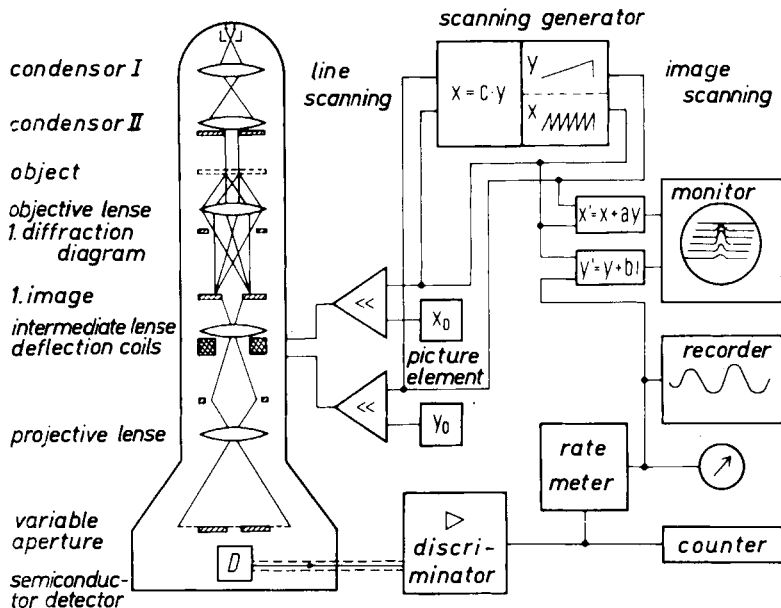 scanning generator
condensor I
condensor II
object
objective lense
1. diffraction
diagram
1. image
intermediate lense
deflection coils
projective lense
variable
aperture
semiconduc-
tor detector
D
line
scanning
x = c·y
y
x
image
scanning
x'=x+ay
y'=y+bI
monitor
<<
x₀
picture
element
<<
y₀
recorder
rate
meter
discri-
minator
counter